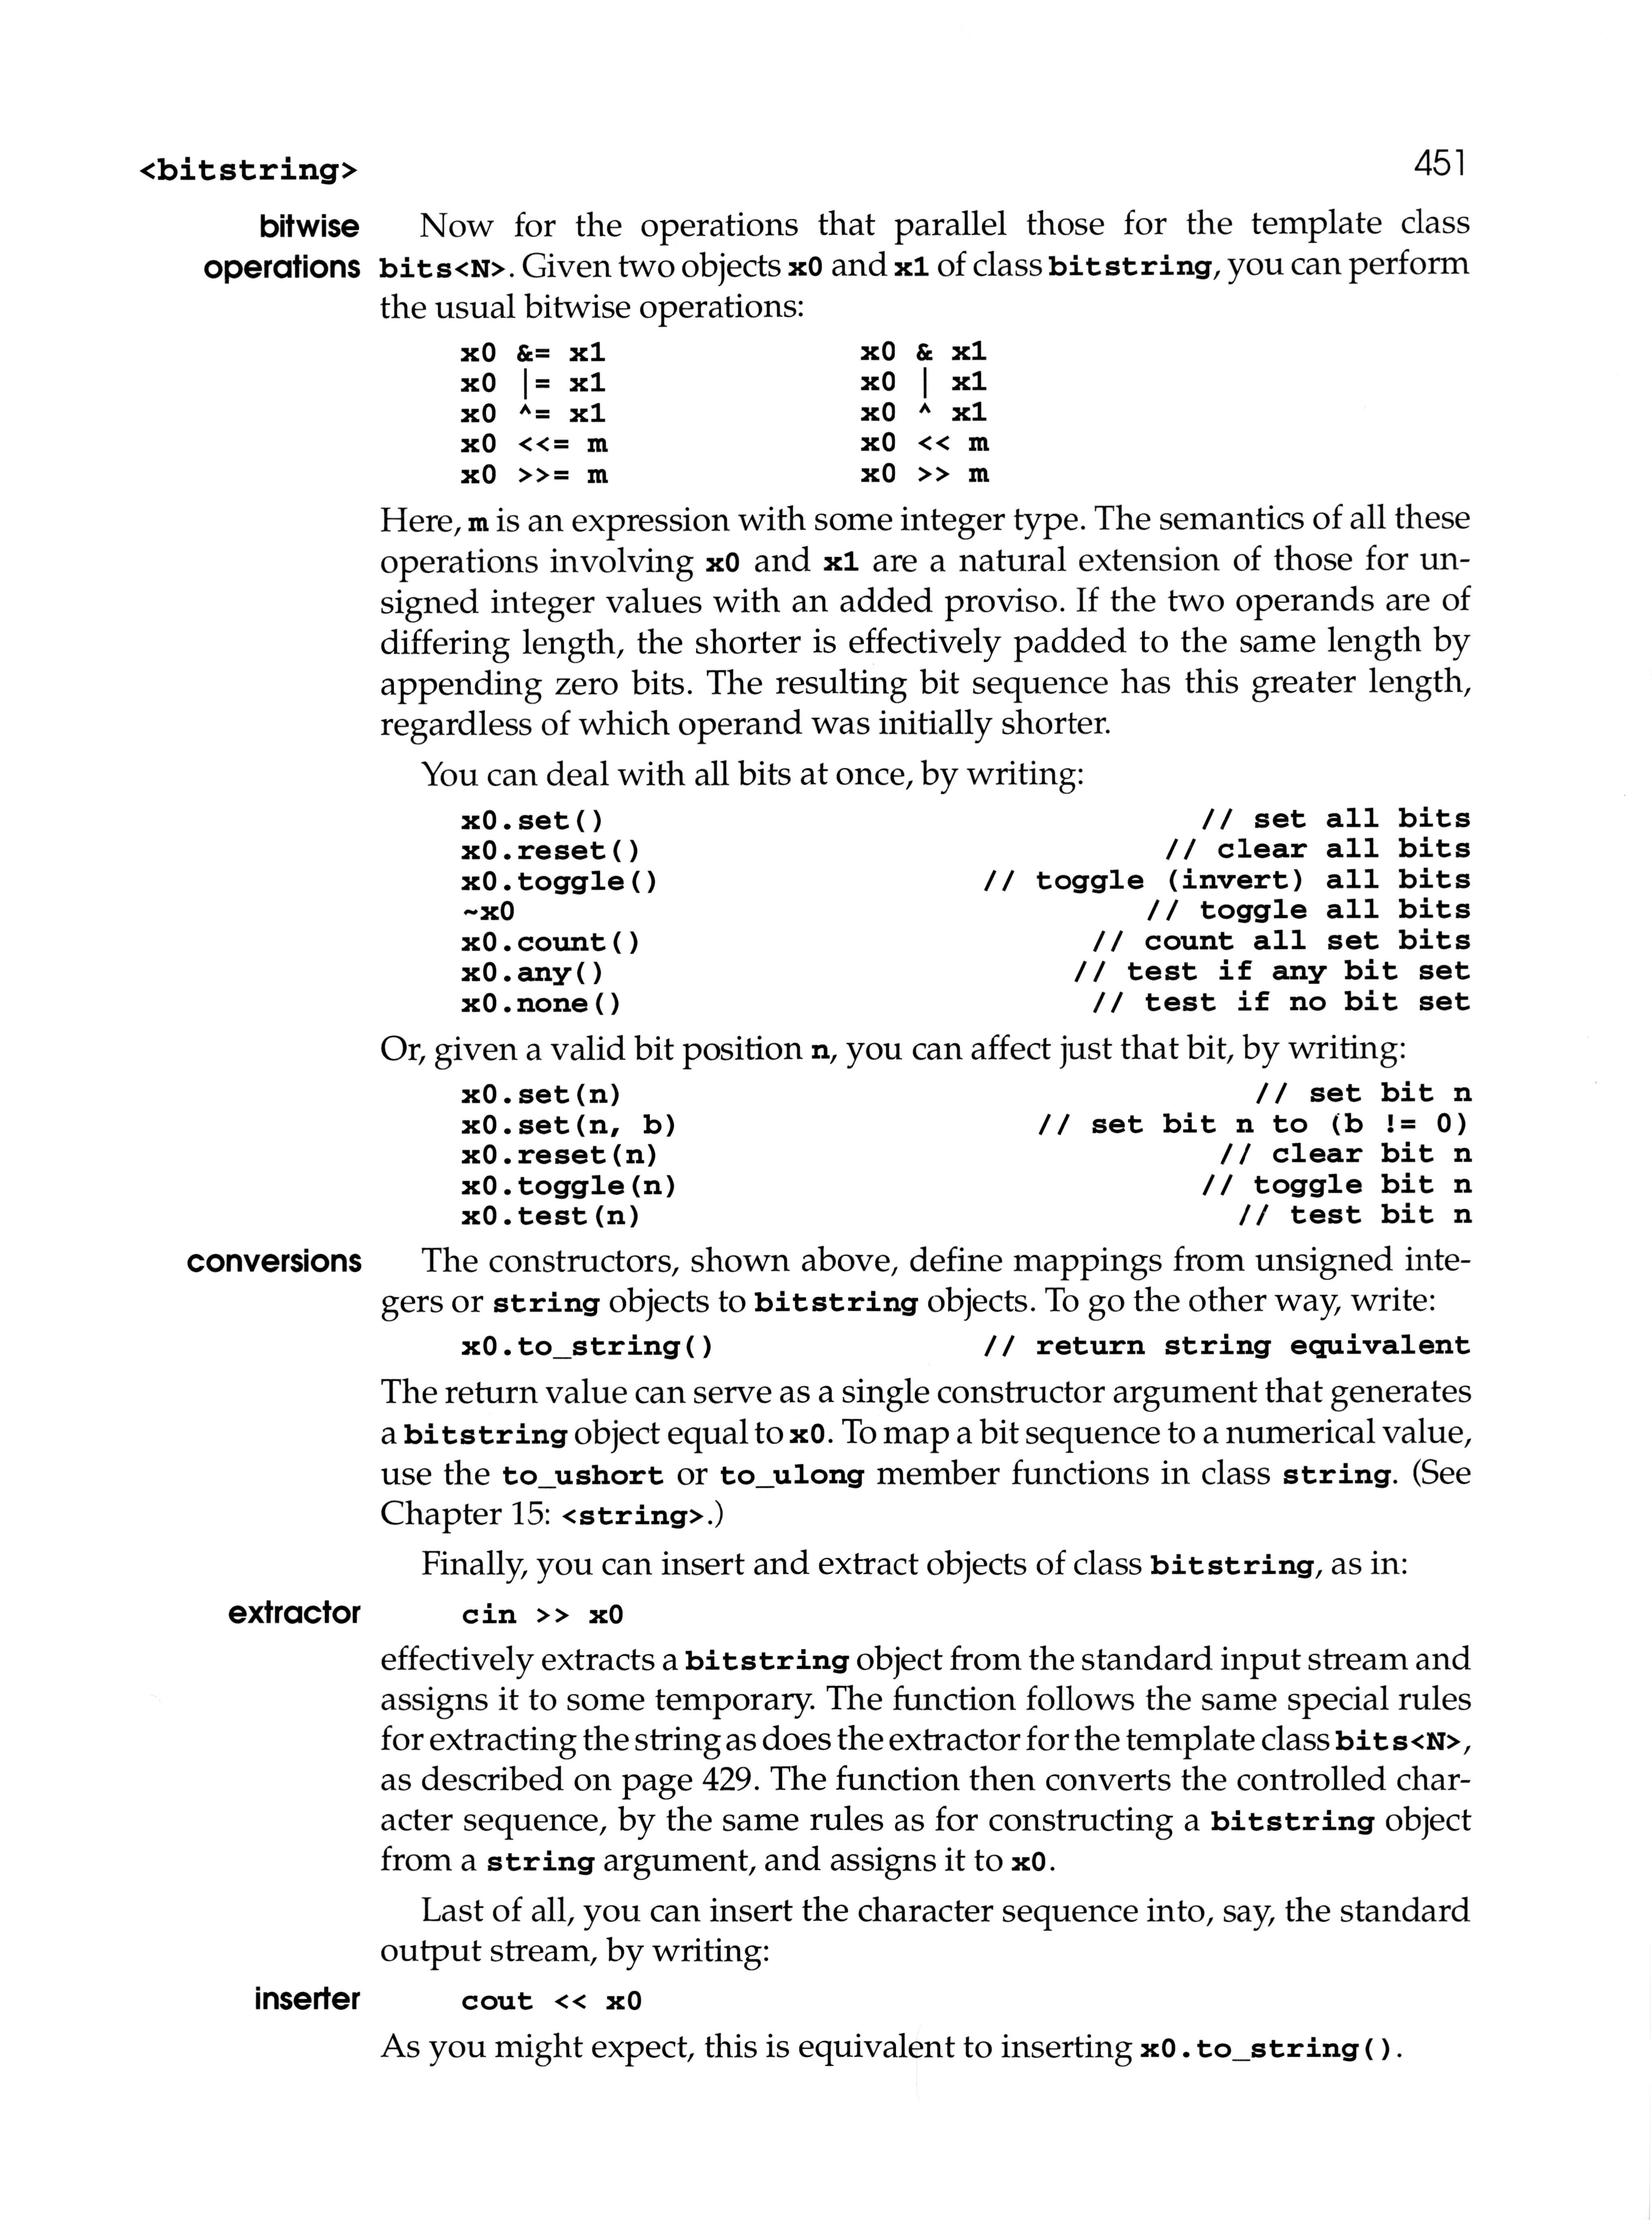 <bitstring> 451
bitwise Now for the operations that parallel those for the template class
operations bits<N>. Given two objects x0 and x1 of class bitstring, you can perform
the usual bitwise operations:
x0 &= x1 x0 & x1
x0 |= x1 x0 | x1
x0 ^= x1 x0 ^ x1
x0 <<= m x0 << m
x0 >>= m x0 >> m
Here, m is an expression with some integer type. The semantics of all these
operations involving x0 and x1 are a natural extension of those for un-
signed integer values with an added proviso. If the two operands are of
differing length, the shorter is effectively padded to the same length by
appending zero bits. The resulting bit sequence has this greater length,
regardless of which operand was initially shorter.
You can deal with all bits at once, by writing:
x0.set() // set all bits
x0.reset() // clear all bits
x0.toggle() // toggle (invert) all bits
~x0 // toggle all bits
x0.count() // count all set bits
x0.any() // test if any bit set
x0.none() // test if no bit set
Or, given a valid bit position n, you can affect just that bit, by writing:
x0.set(n) // set bit n
x0.set(n, b) // set bit n to (b != 0)
x0.reset(n) // clear bit n
x0.toggle(n) // toggle bit n
x0.test(n) // test bit n
conversions The constructors, shown above, define mappings from unsigned inte-
gers or string objects to bitstring objects. To go the other way, write:
x0.to_string() // return string equivalent
The return value can serve as a single constructor argument that generates
a bitstring object equal to x0. To map a bit sequence to a numerical value,
use the to_ushort or to_ulong member functions in class string. (See
Chapter 15: <string>.)
Finally, you can insert and extract objects of class bitstring, as in:
extractor cin >> x0
effectively extracts a bitstring object from the standard input stream and
assigns it to some temporary. The function follows the same special rules
for extracting the string as does the extractor for the template class bits<N>,
as described on page 429. The function then converts the controlled char-
acter sequence, by the same rules as for constructing a bitstring object
from a string argument, and assigns it to x0.
Last of all, you can insert the character sequence into, say, the standard
output stream, by writing:
inserter cout << x0
As you might expect, this is equivalent to inserting x0.to_string().